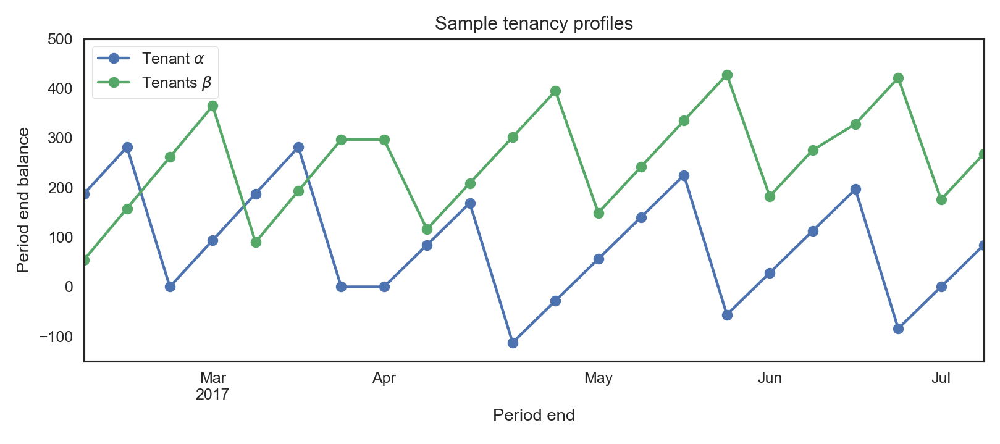 Sample tenancy profiles
Tenant α
Tenants β
Period end balance
500
400
300
200
100
0
−100
Mar
2017
Apr
May
Jun
Jul
Period end